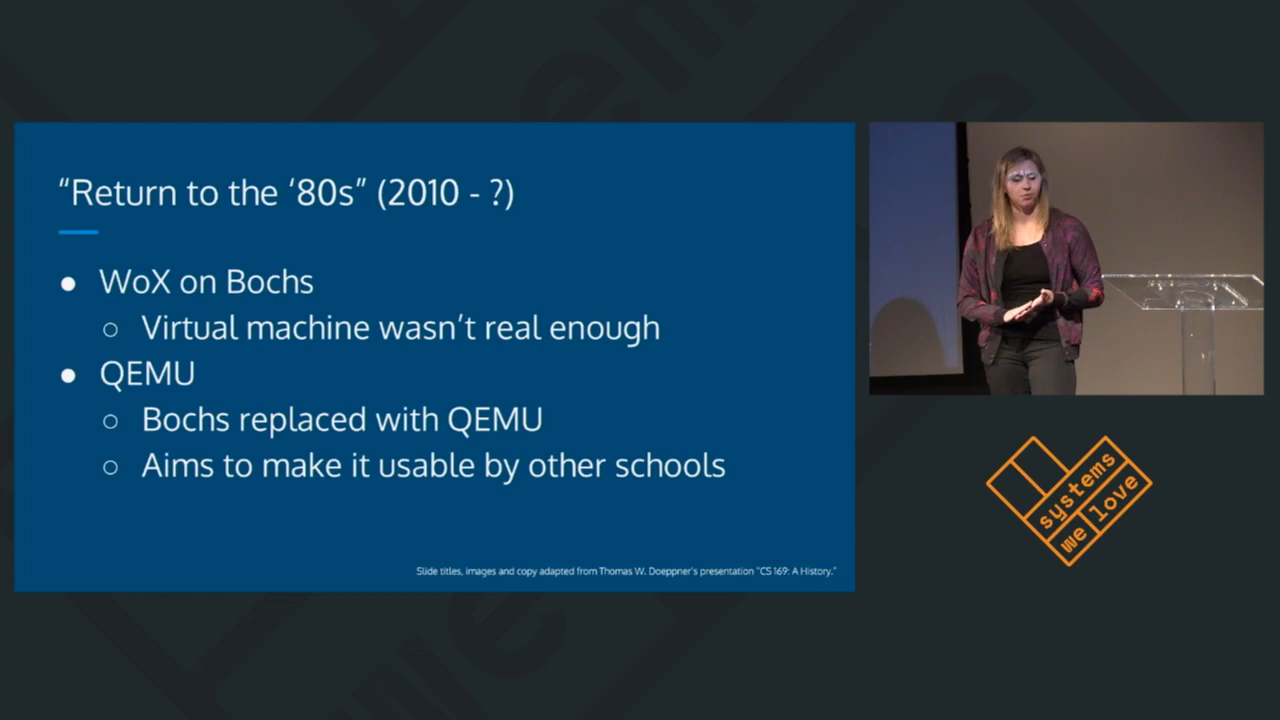 “Return to the ‘80s” (2010 - ?)
● WoX on Bochs
○ Virtual machine wasn’t real enough
● QEMU
○ Bochs replaced with QEMU
○ Aims to make it usable by other schools
Slide titles, images and copy adapted from Thomas W. Doeppner’s presentation “CS 169: A History.”
systems
we love